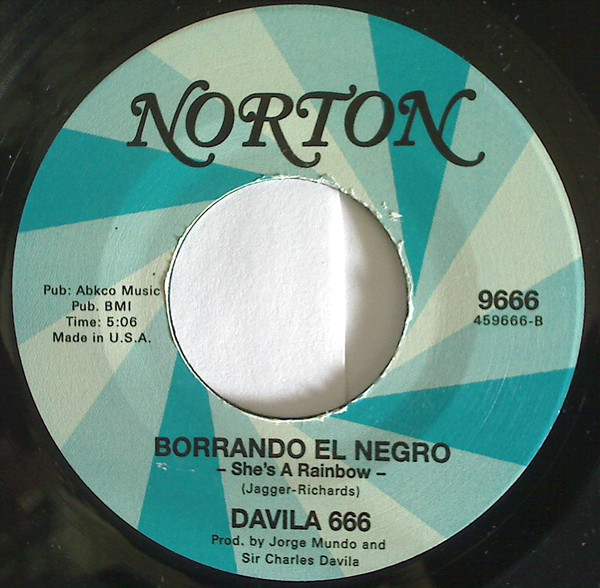 NORTON
Pub: Abkco Music
Pub. BMI
Time: 5:06
Made in U.S.A.
9666
459666-B
BORRANDO EL NEGRO
– She's A Rainbow –
(Jagger-Richards)
DAVILA 666
Prod. by Jorge Mundo and
Sir Charles Davila